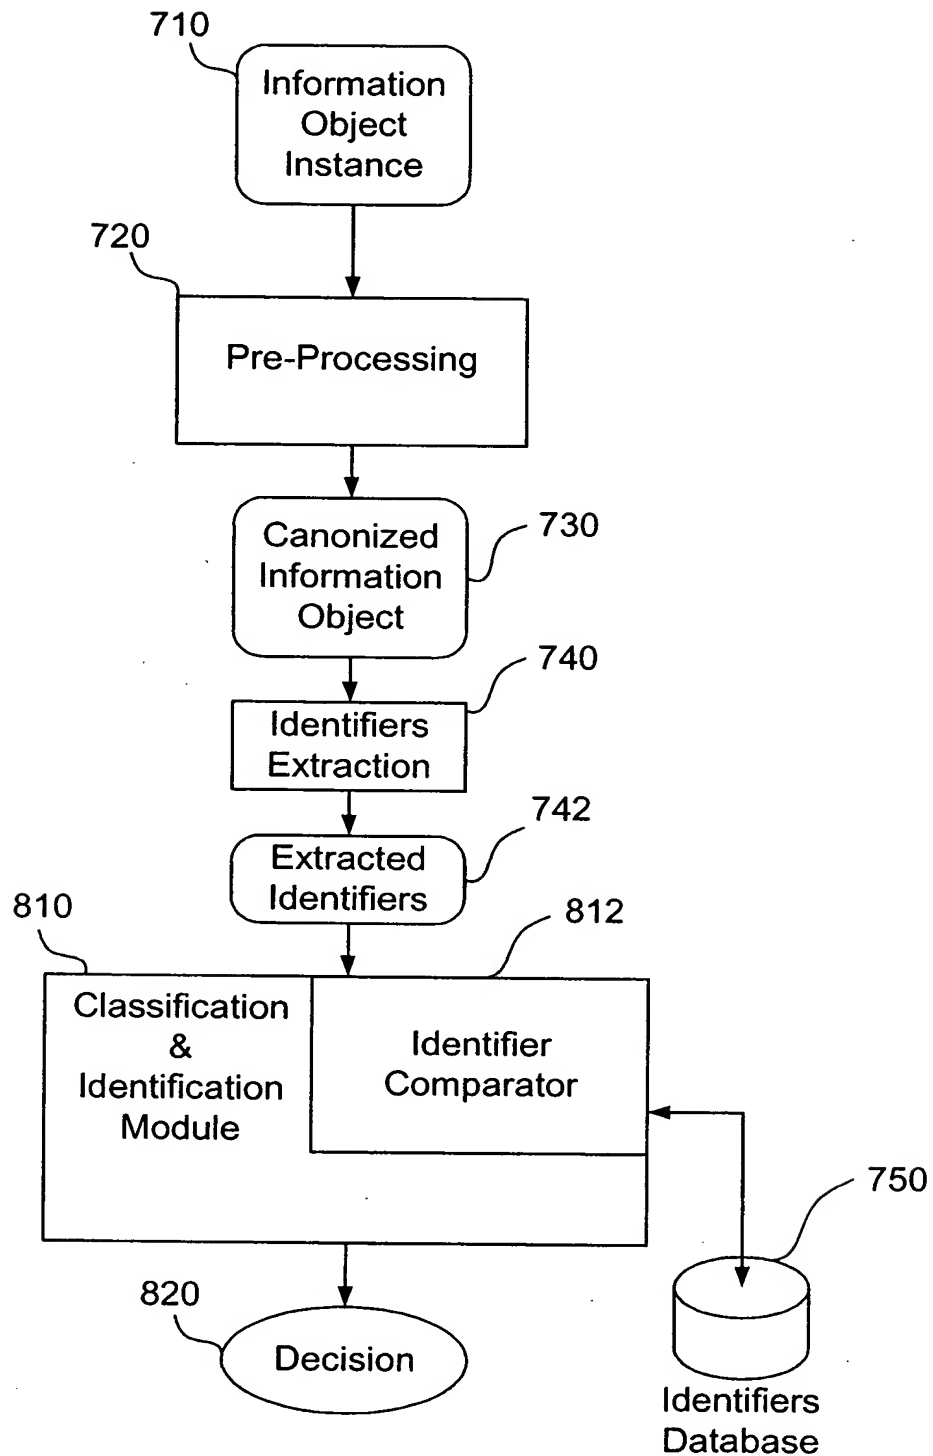 710
Information
Object
Instance
720
Pre-Processing
Canonized
Information
Object
730
740
Identifiers
Extraction
742
Extracted
Identifiers
810
812
Classification
&
Identification
Module
Identifier
Comparator
750
820
Decision
Identifiers
Database